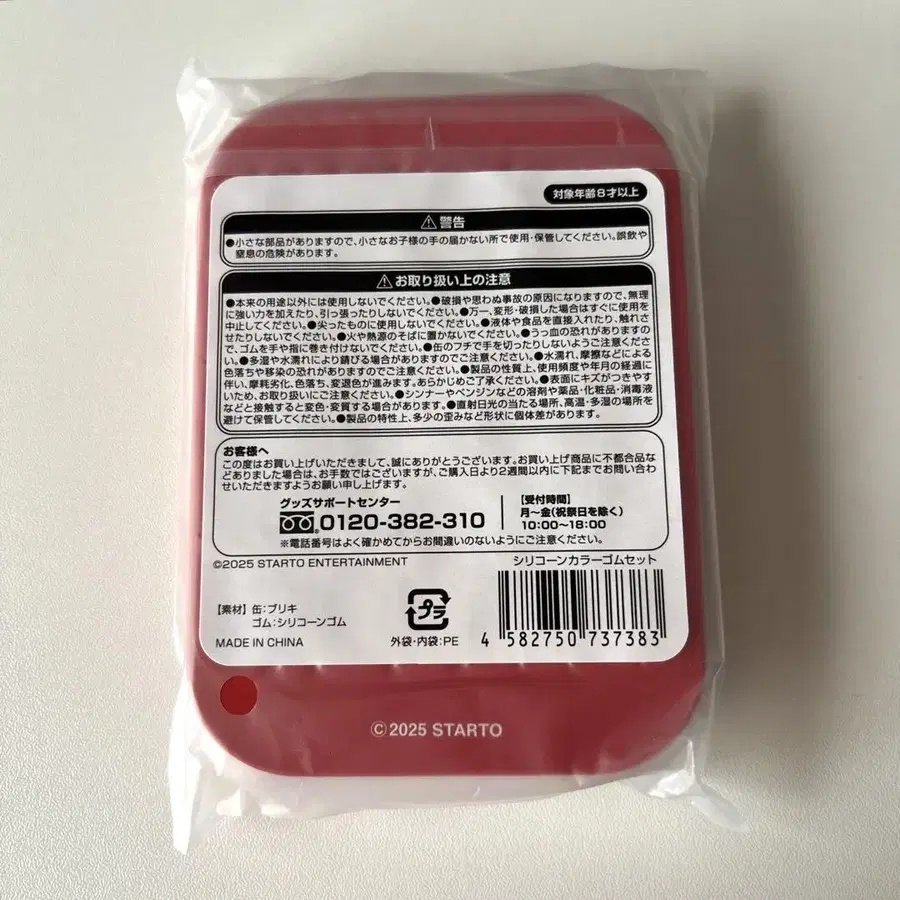 対象年齢8才以上
⚠警告
●小さな部品がありますので、小さなお子様の手の届かない所で使用・保管してください。誤飲や
窒息の危険があります。
⚠お取り扱い上の注意
●本来の用途以外には使用しないでください。●破損や思わぬ事故の原因になりますので、無理
に強い力を加えたり、引っ張ったりしないでください。●万一、変形・破損した場合はすぐに使用を
中止してください。●尖ったものに使用しないでください。●液体や食品を直接入れたり、触れさ
せたりしないでください。●火や熱源のそばに置かないでください。●うっ血の恐れがありますの
で、ゴムを手や指に巻き付けないでください。●缶のフチで手を切ったりしないようご注意くださ
い。●多湿や水濡れにより錆びる場合がありますのでご注意ください。●水濡れ、摩擦などによる
色落ちや移染の恐れがありますのでご注意ください。●製品の性質上、使用頻度や年月の経過に
伴い、摩耗劣化、色落ち、変退色が進みます。あらかじめご了承ください。●表面にキズがつきやす
いため、お取り扱いにご注意ください。●シンナーやベンジンなどの溶剤や薬品・化粧品・消毒液
などと接触すると変色・変質する場合があります。●直射日光の当たる場所、高温・多湿の場所を
避けて保管してください。●製品の特性上、多少の歪みなど形状に個体差があります。
お客様へ
この度はお買い上げいただきまして、誠にありがとうございます。お買い上げ商品に不都合品な
どありました場合は、お手数ではございますが、ご購入日より2週間以内に下記までお問い合わ
せいただきますようお願い申し上げます。
グッズサポートセンター
0120-382-310
【受付時間】
月～金(祝祭日を除く)
10:00～18:00
※電話番号はよく確かめてからお間違いのないようにご注意ください。
©2025 STARTO ENTERTAINMENT
シリコーンカラーゴムセット
【素材】缶:ブリキ
ゴム:シリコーンゴム
MADE IN CHINA
プラ
外袋・内袋:PE
4 582750 737383
©2025 STARTO